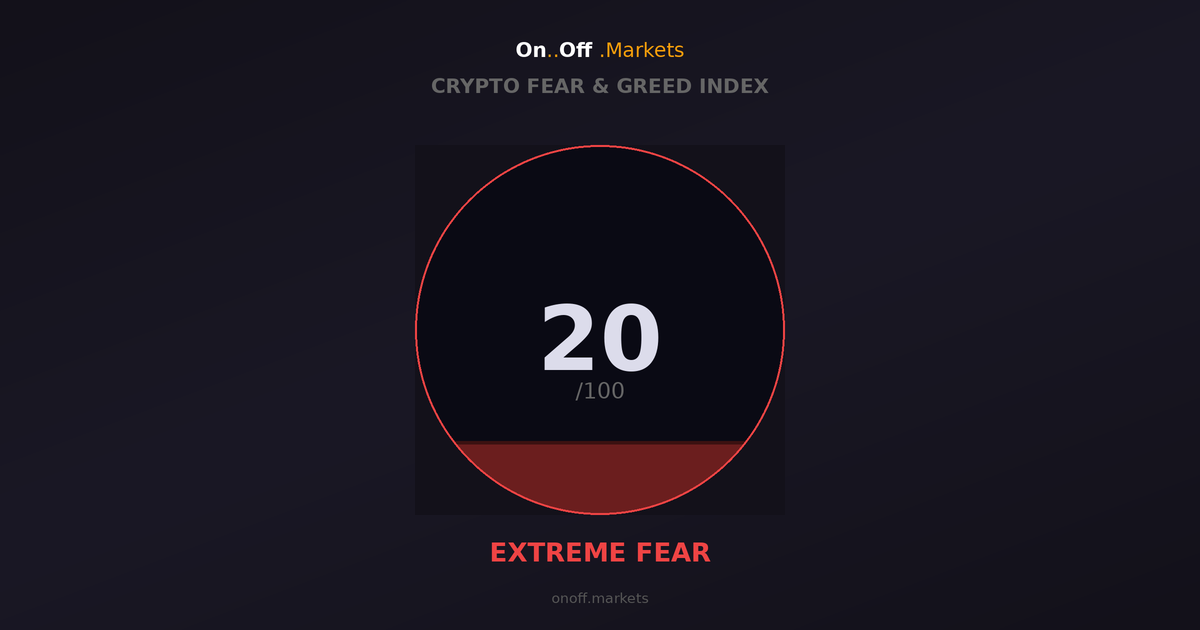 On..Off .Markets
CRYPTO FEAR & GREED INDEX
20
/100
EXTREME FEAR
onoff.markets